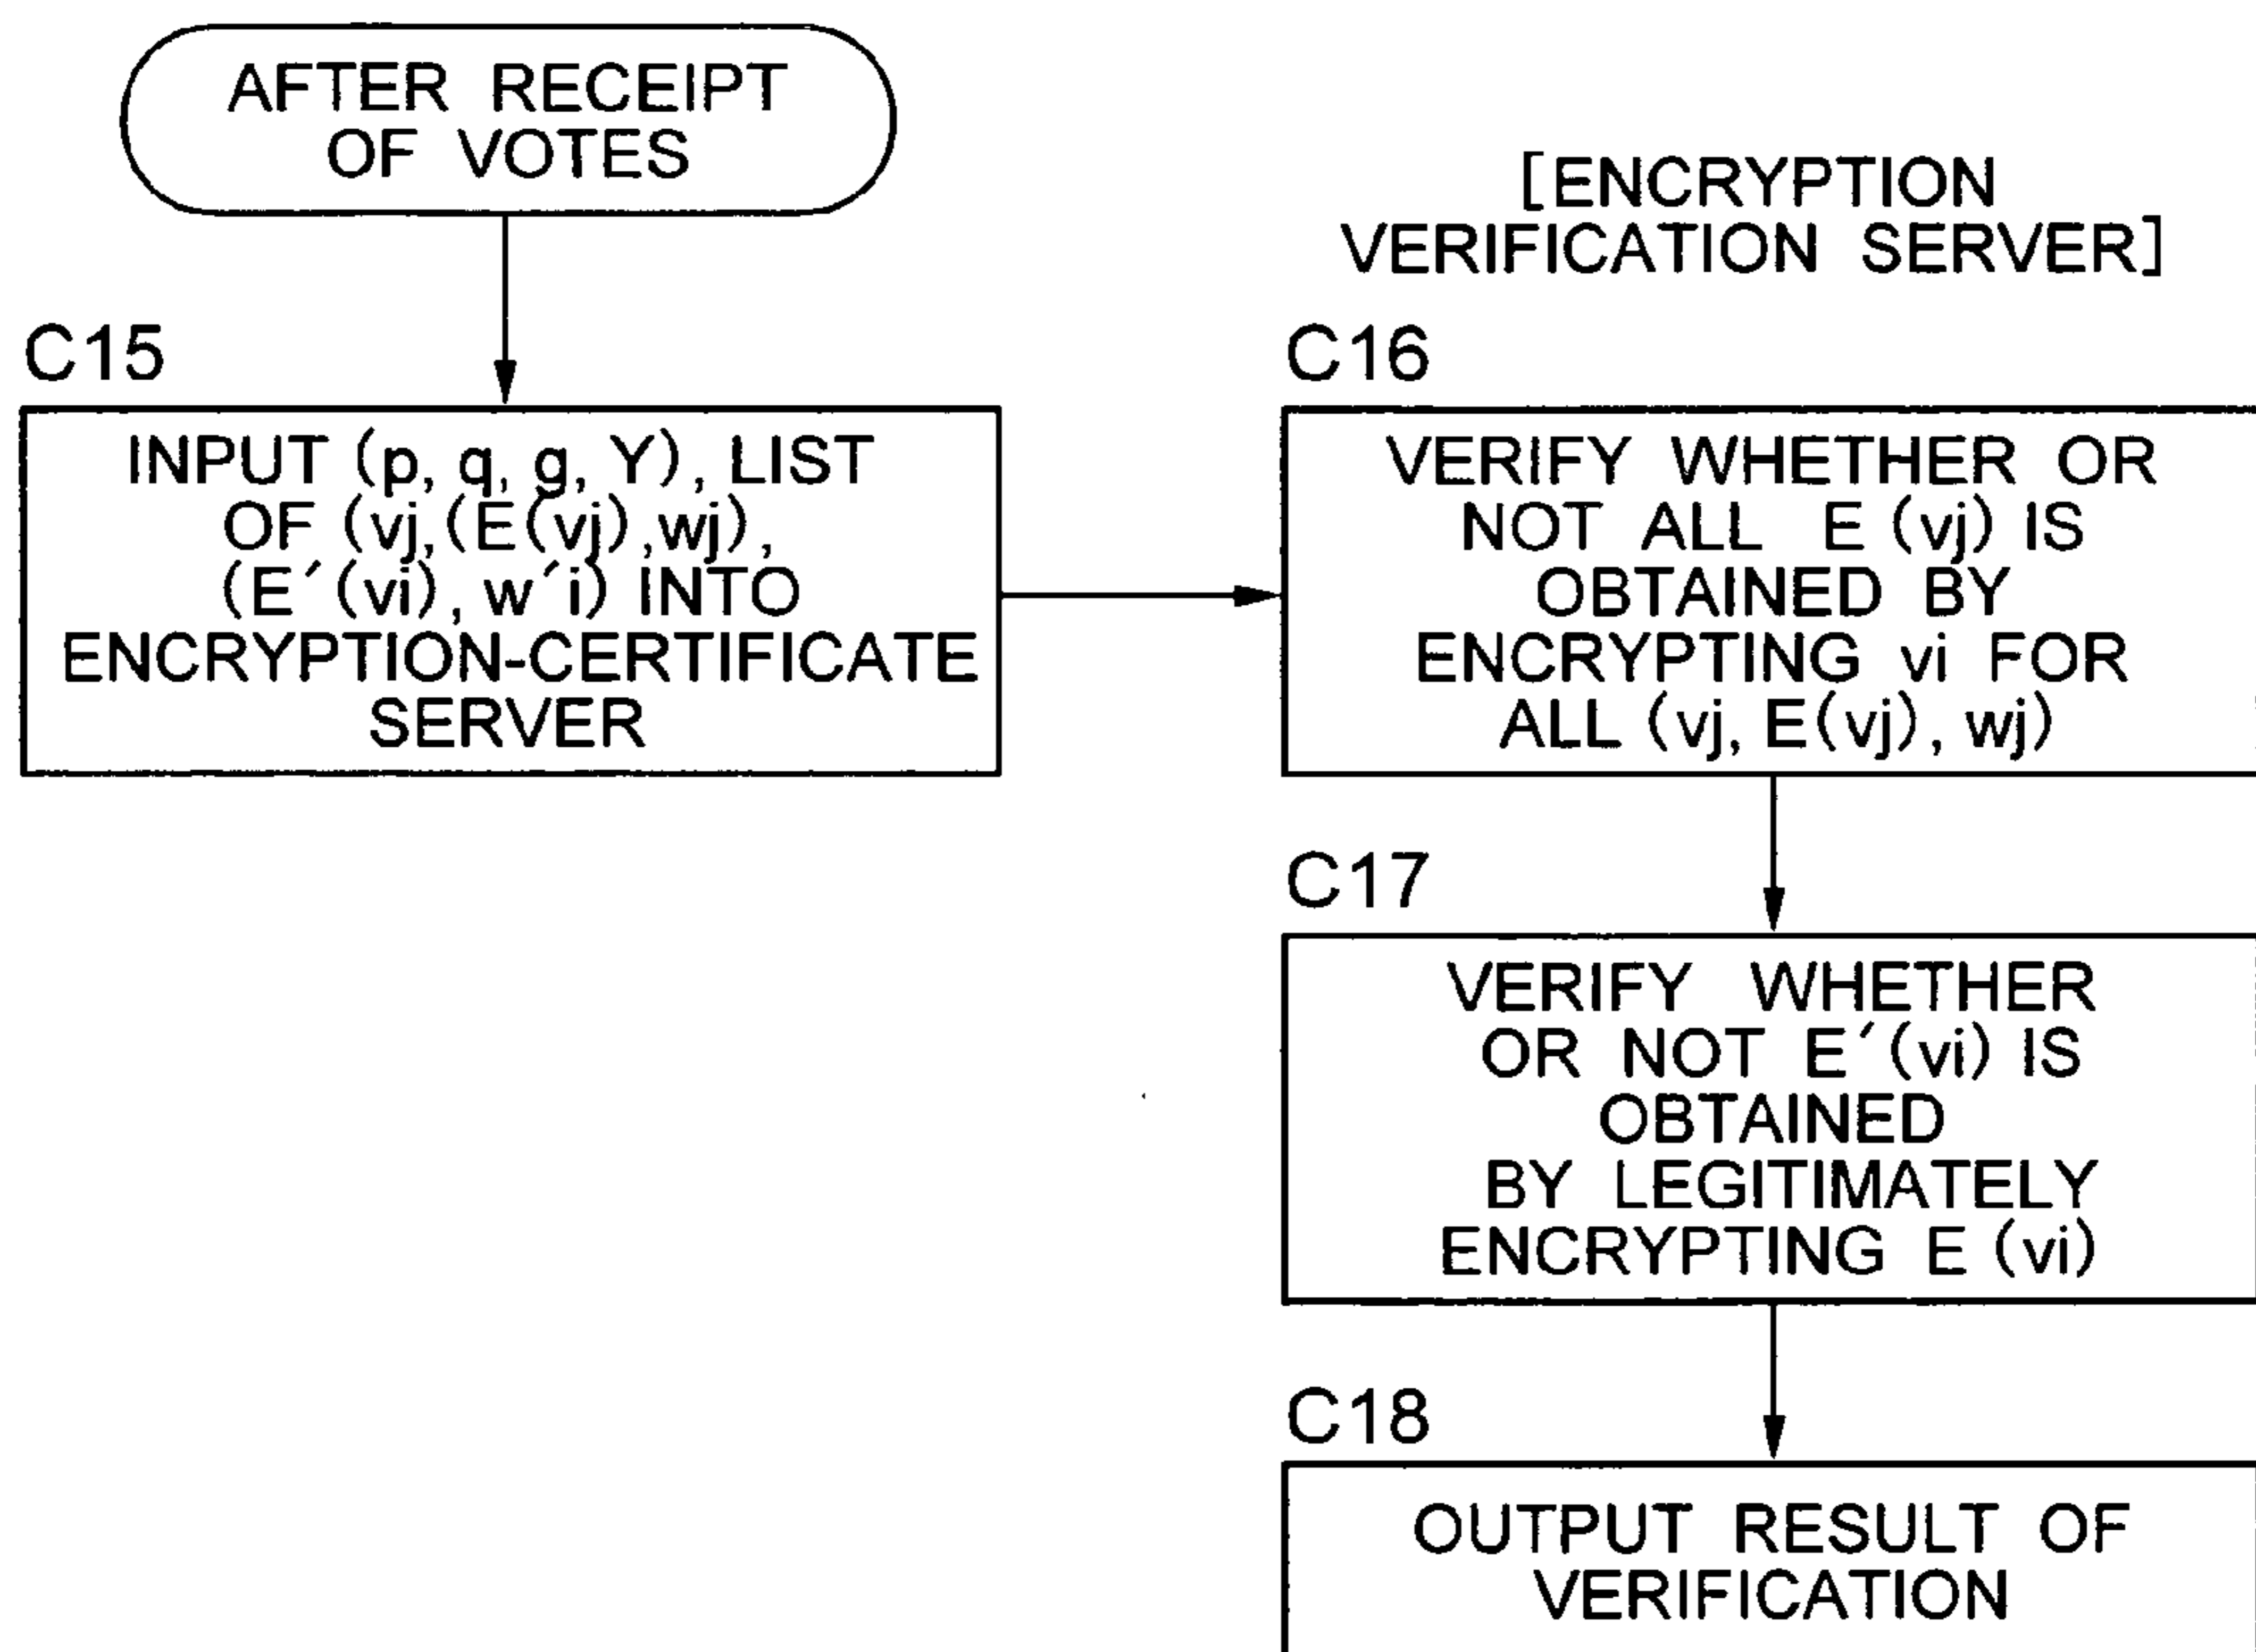 AFTER RECEIPT
OF VOTES
[ENCRYPTION
VERIFICATION SERVER]
C15
INPUT (p, q, g, Y), LIST
OF (vj,(E(vj),wj),
(E´(vi), w´i) INTO
ENCRYPTION-CERTIFICATE
SERVER
C16
VERIFY WHETHER OR
NOT ALL E (vj) IS
OBTAINED BY
ENCRYPTING vi FOR
ALL (vj, E(vj), wj)
C17
VERIFY WHETHER
OR NOT E´(vi) IS
OBTAINED
BY LEGITIMATELY
ENCRYPTING E (vi)
C18
OUTPUT RESULT OF
VERIFICATION